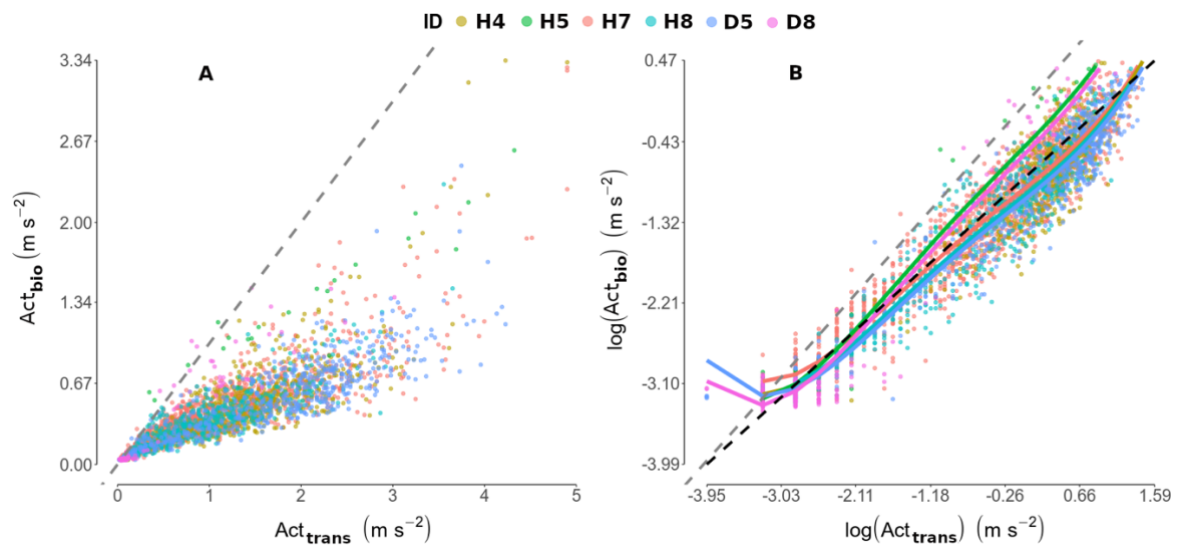 ID H4 H5 H7 H8 D5 D8
A
3.34
2.67
2.00
1.34
0.67
0.00
Act_bio (m s⁻²)
0 1 2 3 4 5
Act_trans (m s⁻²)
B
0.47
-0.43
-1.32
-2.21
-3.10
-3.99
log(Act_bio) (m s⁻²)
-3.95 -3.03 -2.11 -1.18 -0.26 0.66 1.59
log(Act_trans) (m s⁻²)